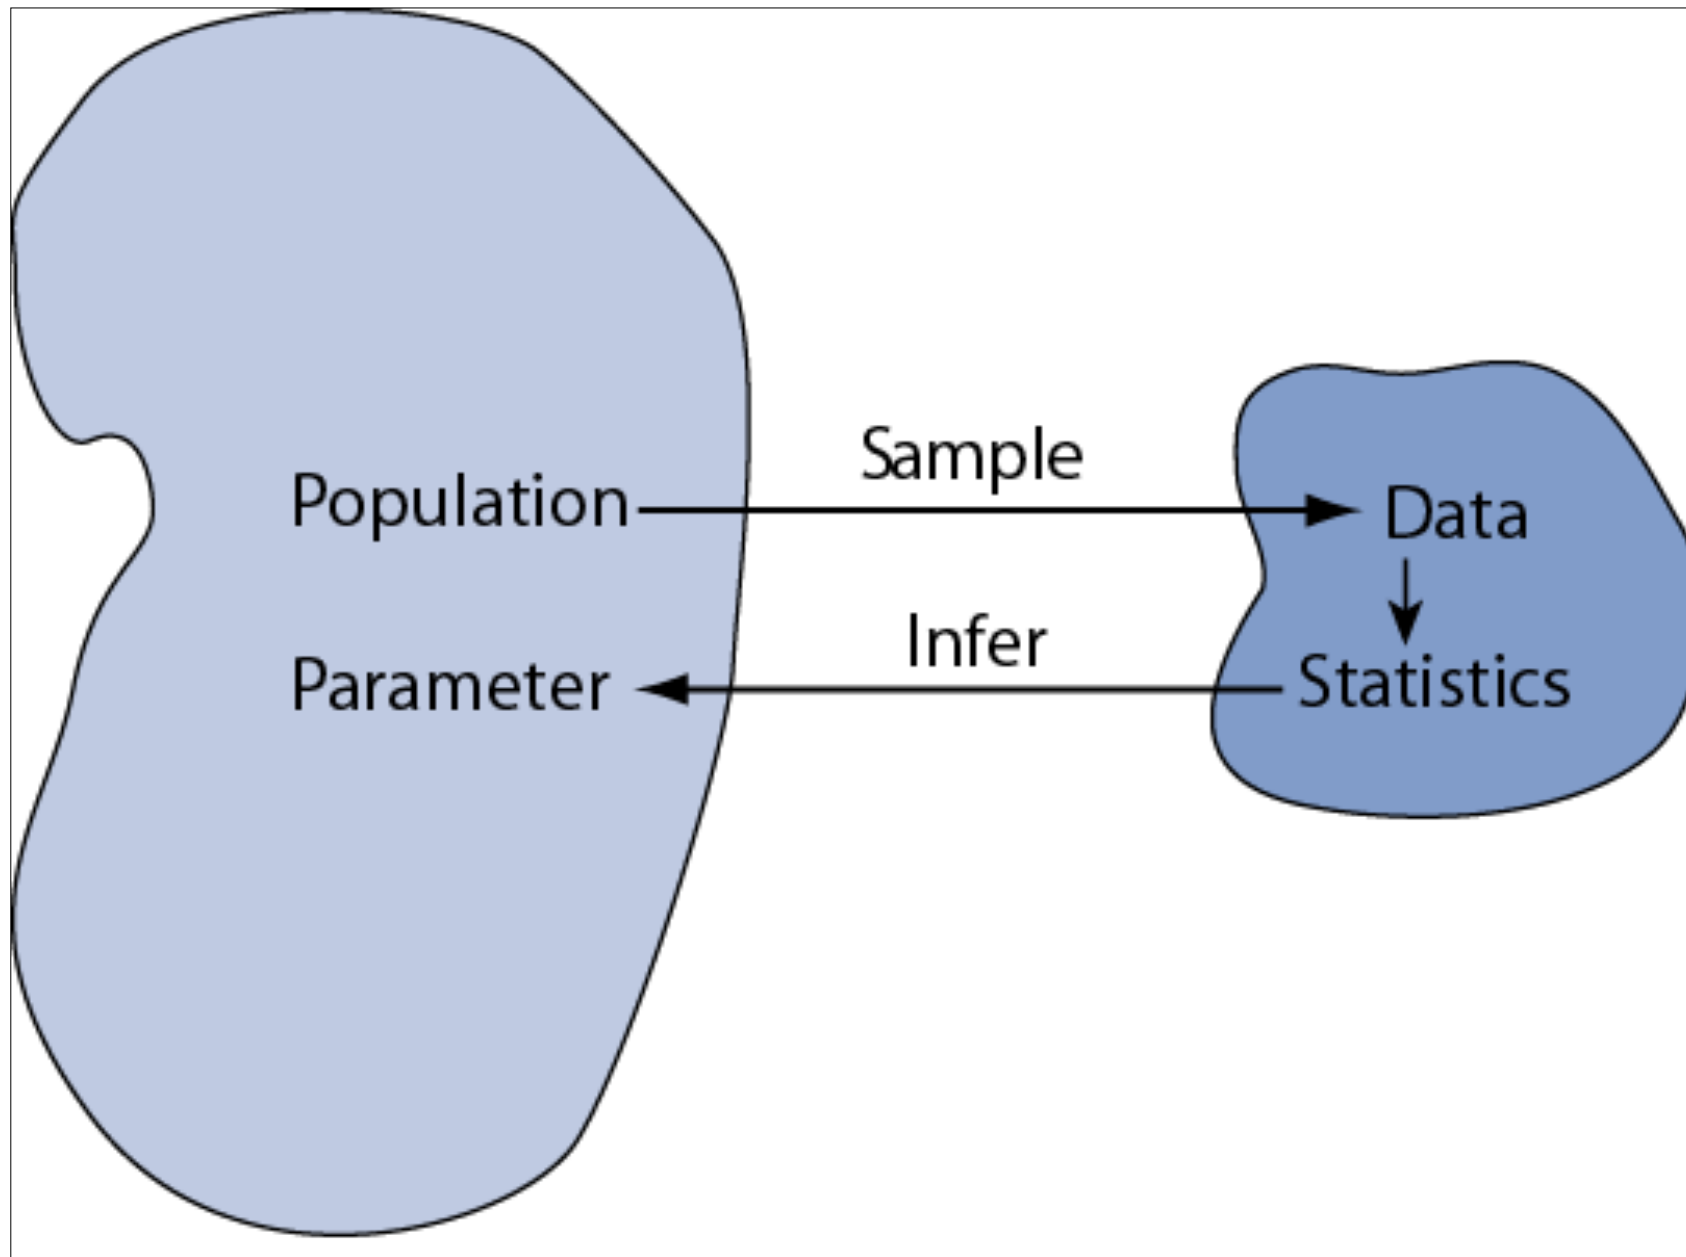 Population
Sample
Data
Parameter
Infer
Statistics